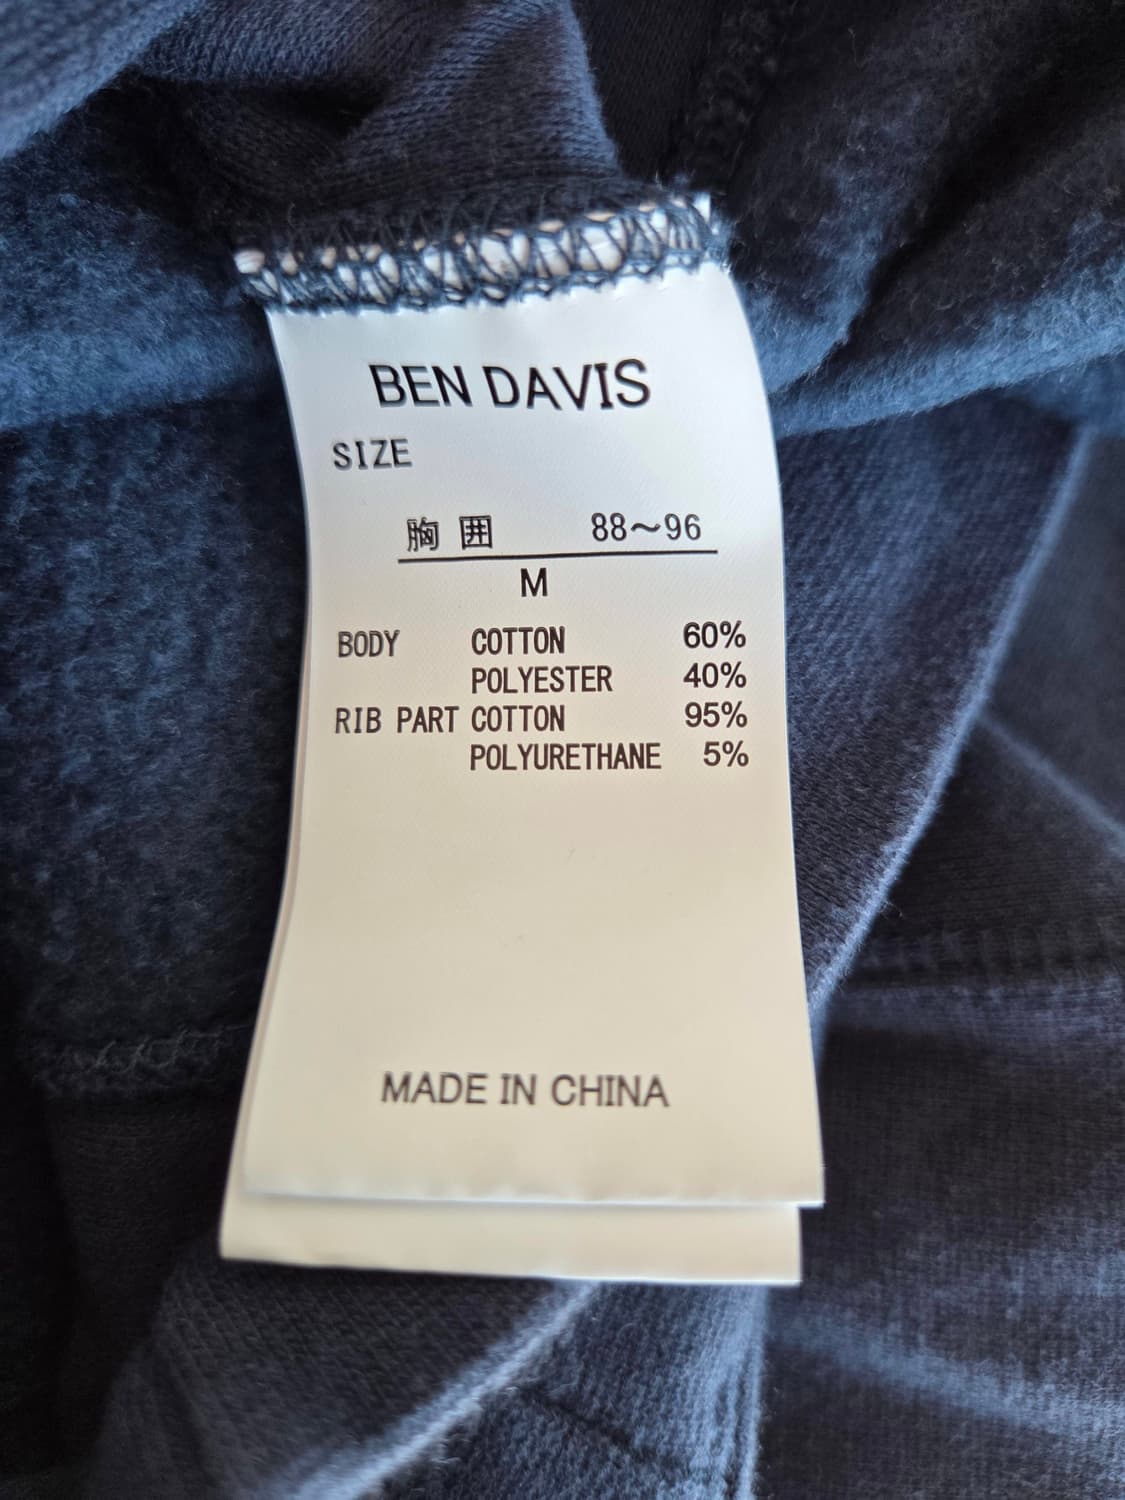 BEN DAVIS
SIZE
胸囲 88～96
M
BODY COTTON 60%
POLYESTER 40%
RIB PART COTTON 95%
POLYURETHANE 5%
MADE IN CHINA